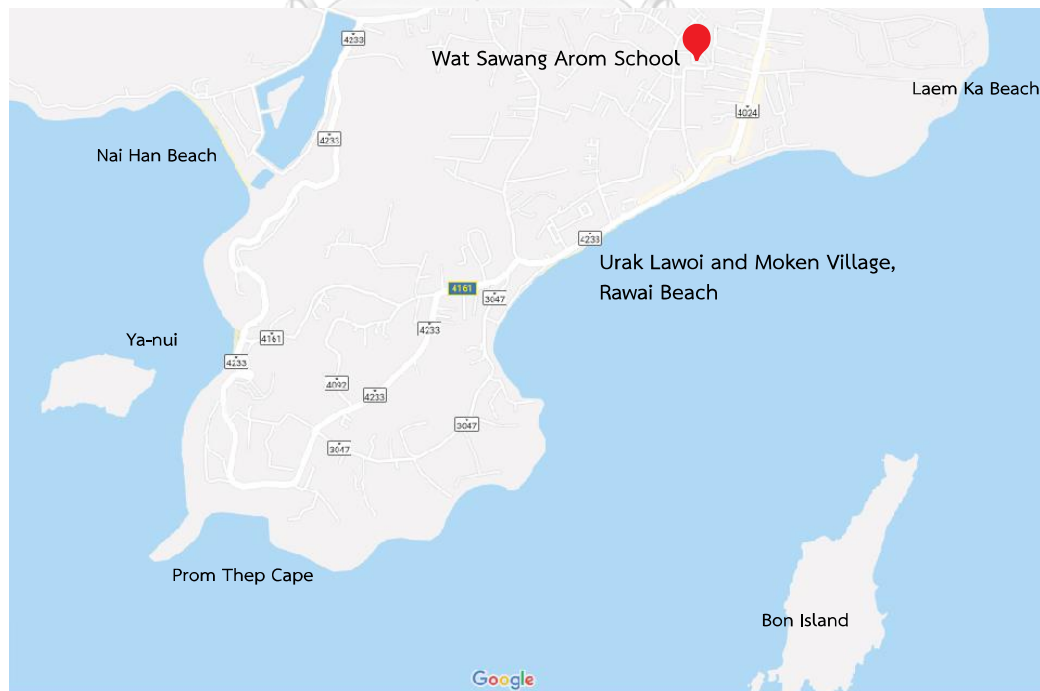 4233
Wat Sawang Arom School
Laem Ka Beach
4024
4233
Nai Han Beach
4233
Urak Lawoi and Moken Village,
Rawai Beach
4161
3047
4233
4161
Ya-nui
4233
4092
4233
3047
3047
Prom Thep Cape
Bon Island
Google